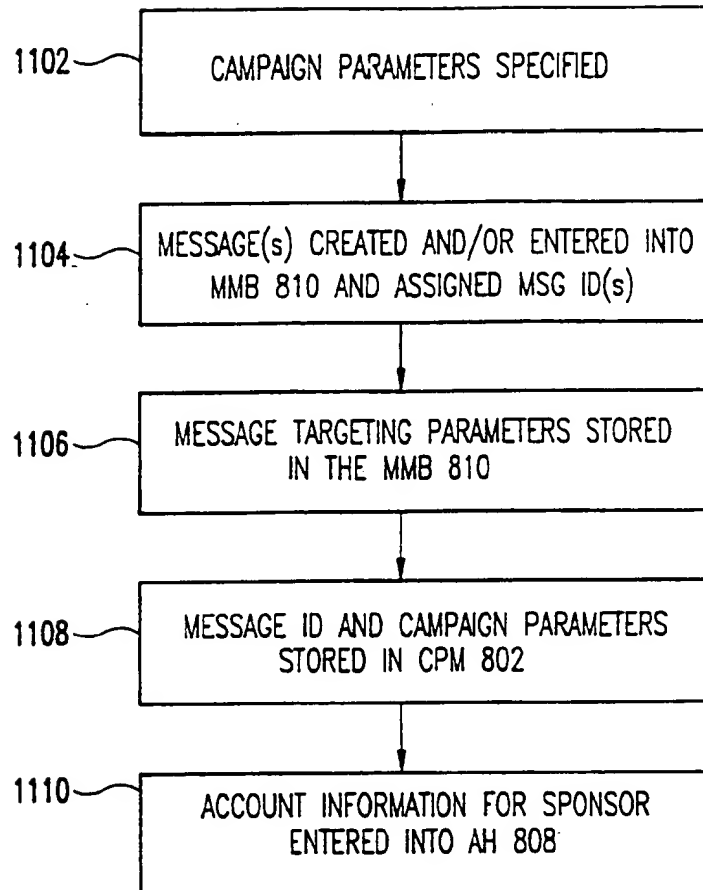 1102
CAMPAIGN PARAMETERS SPECIFIED
1104
MESSAGE(s) CREATED AND/OR ENTERED INTO
MMB 810 AND ASSIGNED MSG ID(s)
1106
MESSAGE TARGETING PARAMETERS STORED
IN THE MMB 810
1108
MESSAGE ID AND CAMPAIGN PARAMETERS
STORED IN CPM 802
1110
ACCOUNT INFORMATION FOR SPONSOR
ENTERED INTO AH 808